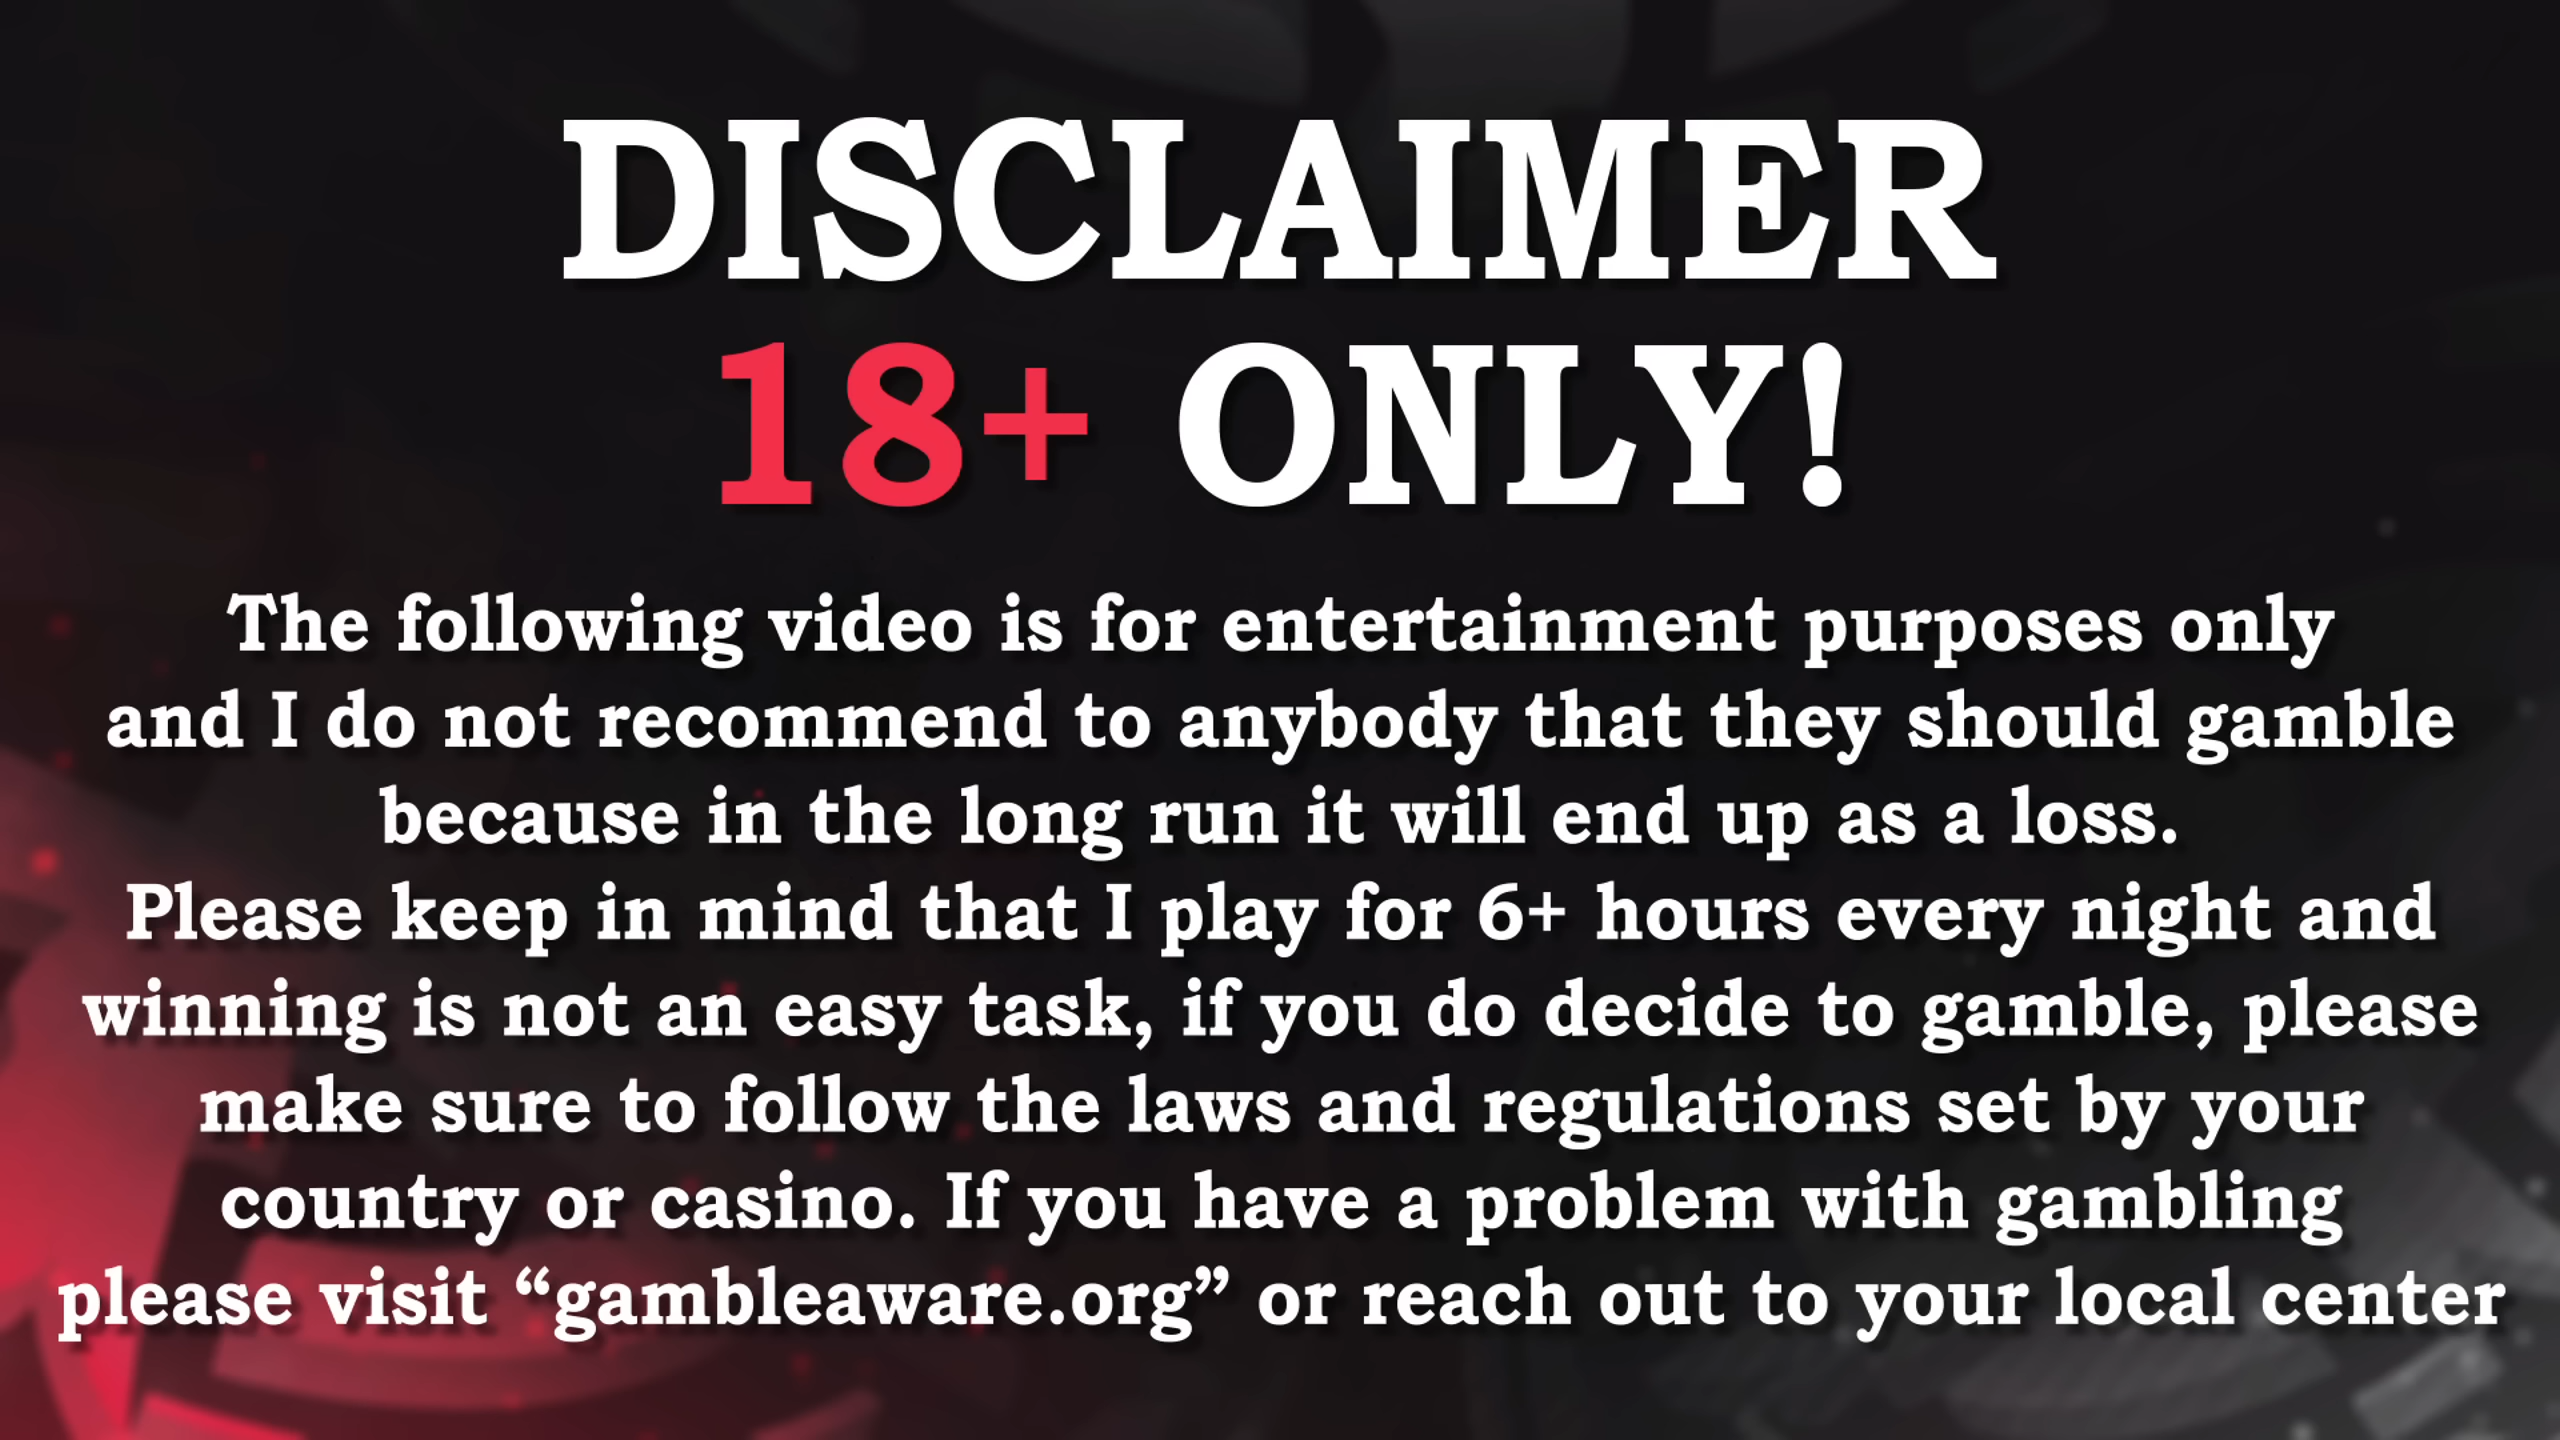 DISCLAIMER
18+ ONLY!
The following video is for entertainment purposes only
and I do not recommend to anybody that they should gamble
because in the long run it will end up as a loss.
Please keep in mind that I play for 6+ hours every night and
winning is not an easy task, if you do decide to gamble, please
make sure to follow the laws and regulations set by your
country or casino. If you have a problem with gambling
please visit “gambleaware.org” or reach out to your local center